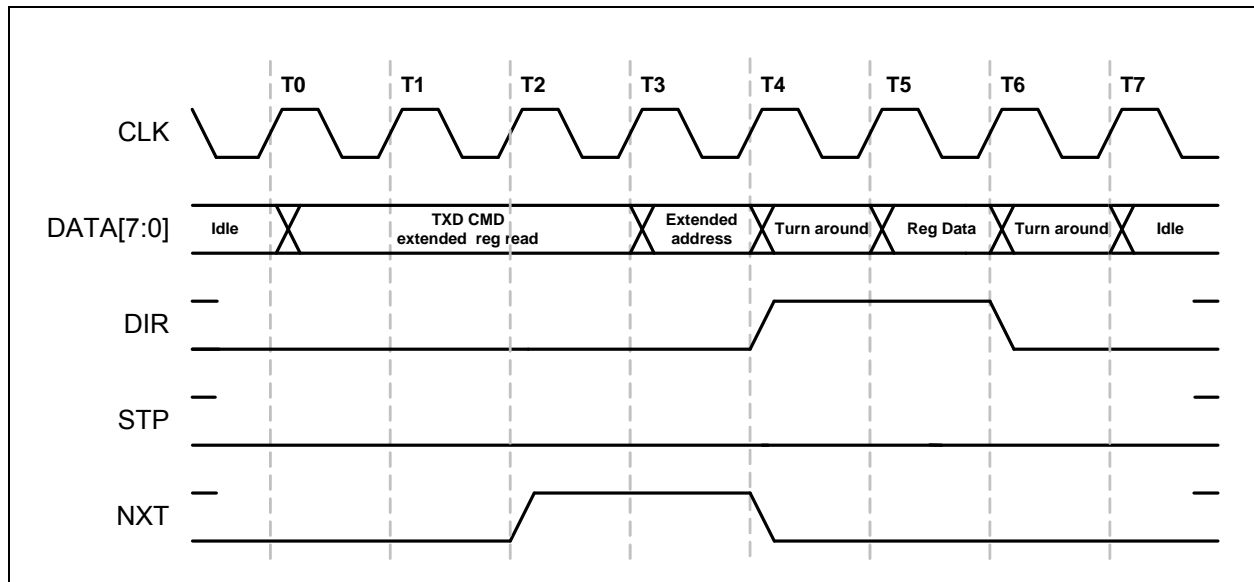 T0 T1 T2 T3 T4 T5 T6 T7
CLK
DATA[7:0] Idle TXD CMD Extended Turn around Reg Data Turn around Idle
extended reg read address
DIR
STP
NXT